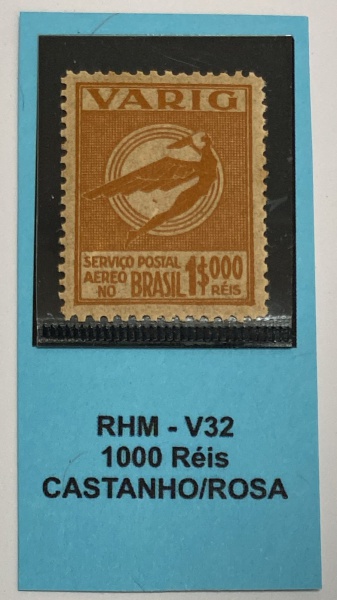 VARIG
SERVIÇO POSTAL
AEREO
NO BRASIL 1$000
RÉIS
RHM - V32
1000 Réis
CASTANHO/ROSA